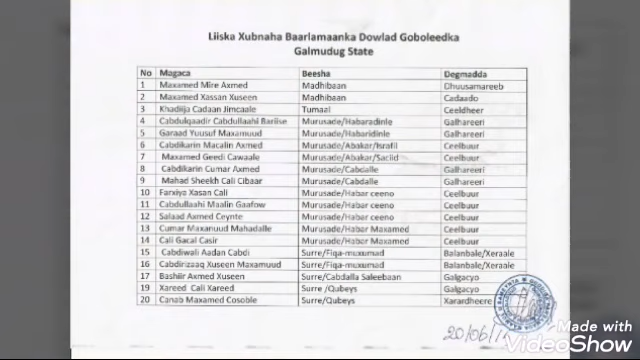 Liiska Xubnaha Baarlamaanka Dowlad Goboleedka
Galmudug State
No Magaca Beesha Degmadda
1 Maxamed Mire Axmed Madhibaan Dhuusamareeb
2 Maxamed Xassan Xuseen Madhibaan Cadaado
3 Khadiija Cadaan Jimcaale Tumaal Ceeldheer
4 Cabdulqaadir Cabdullaahi Bariise Murusade/Habaradinle Galhareeri
5 Garaad Yuusuf Maxamuud Murusade/Habaridinle Galhareeri
6 Cabdikarin Macalin Axmed Murusade/Abakar/Israfil Ceelbuur
7 Maxamed Geedi Cawaale Murusade/Abakar/Saciid Ceelbuur
8 Cabdikarin Cumar Axmed Murusade/Cabdalle Galhareeri
9 Mahad Sheekh Cali Cibaar Murusade/Cabdalle Galhareeri
10 Farxiya Xasan Cali Murusade/Habar ceeno Ceelbuur
11 Cabdullaahi Maalin Gaafow Murusade/Habar ceeno Ceelbuur
12 Salaad Axmed Ceynte Murusade/Habar ceeno Ceelbuur
13 Cumar Maxanuud Mahadalle Murusade/Habar Maxamed Ceelbuur
14 Cali Gacal Casir Murusade/Habar Maxamed Ceelbuur
15 Cabdiwali Aadan Cabdi Surre/Fiqa-muxumad Balanbale/Xeraale
16 Cabdirizaaq Xuseen Maxamuud Surre/Fiqa-muxumad Balanbale/Xeraale
17 Bashiir Axmed Xuseen Surre/Cabdalla Saleebaan Galgacyo
19 Xareed Cali Xareed Surre /Qubeys Galgacyo
20 Canab Maxamed Cosoble Surre/Qubeys Xarardheere
20/06/1
Made with
VideoShow